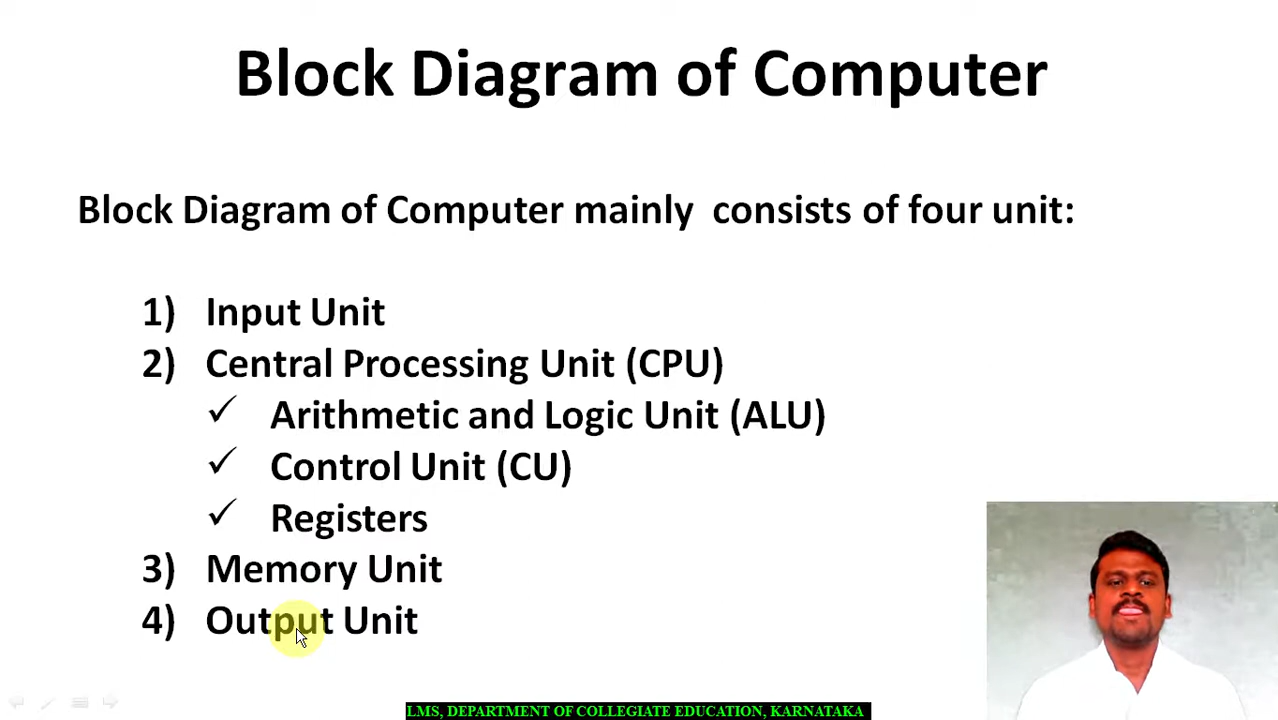 Block Diagram of Computer
Block Diagram of Computer mainly consists of four unit:
1) Input Unit
2) Central Processing Unit (CPU)
✓ Arithmetic and Logic Unit (ALU)
✓ Control Unit (CU)
✓ Registers
3) Memory Unit
4) Output Unit
LMS, DEPARTMENT OF COLLEGIATE EDUCATION, KARNATAKA